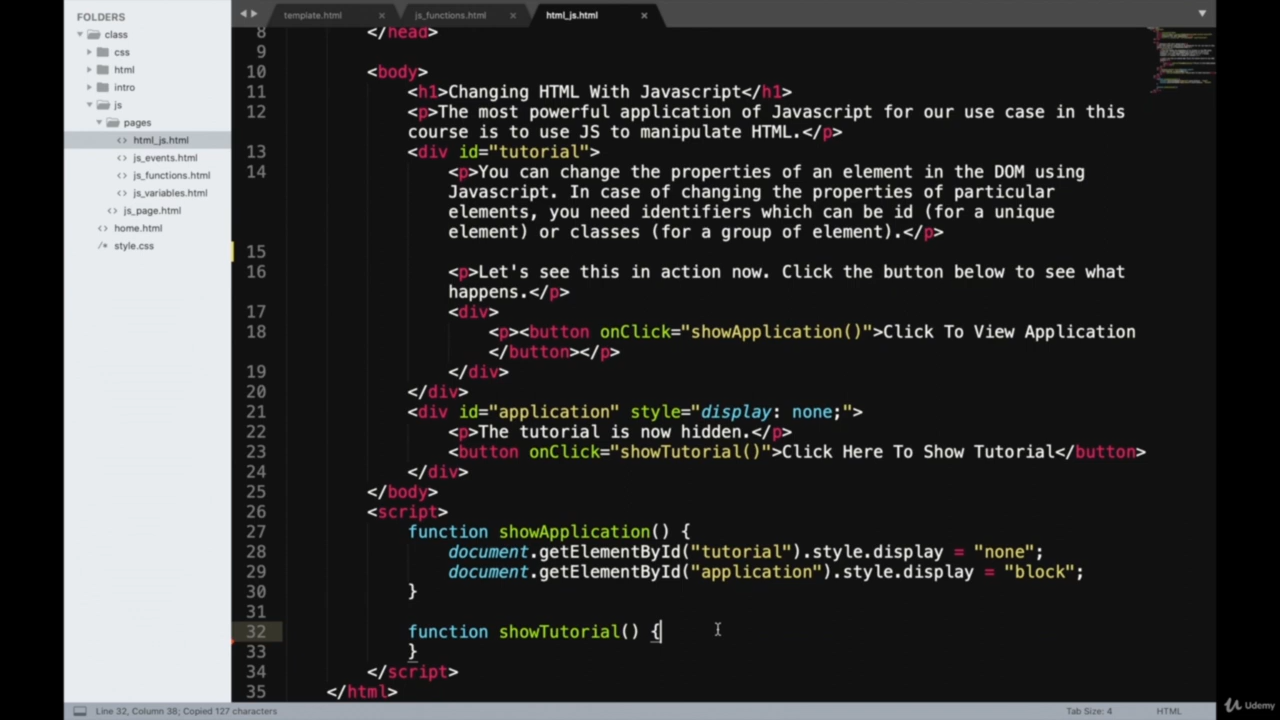 FOLDERS
class
css
html
intro
js
pages
html_js.html
js_events.html
js_functions.html
js_variables.html
js_page.html
home.html
style.css
template.html × js_functions.html × html_js.html ×
8 </head>
9
10 <body>
11 <h1>Changing HTML With Javascript</h1>
12 <p>The most powerful application of Javascript for our use case in this
course is to use JS to manipulate HTML.</p>
13 <div id="tutorial">
14 <p>You can change the properties of an element in the DOM using
Javascript. In case of changing the properties of particular
elements, you need identifiers which can be id (for a unique
element) or classes (for a group of element).</p>
15
16 <p>Let's see this in action now. Click the button below to see what
happens.</p>
17 <div>
18 <p><button onClick="showApplication()">Click To View Application
</button></p>
19 </div>
20 </div>
21 <div id="application" style="display: none;">
22 <p>The tutorial is now hidden.</p>
23 <button onClick="showTutorial()">Click Here To Show Tutorial</button>
24 </div>
25 </body>
26 <script>
27 function showApplication() {
28 document.getElementById("tutorial").style.display = "none";
29 document.getElementById("application").style.display = "block";
30 }
31
32 function showTutorial() {
33 }
34 </script>
35 </html>
Line 32, Column 38; Copied 127 characters Tab Size: 4 HTML
Udemy